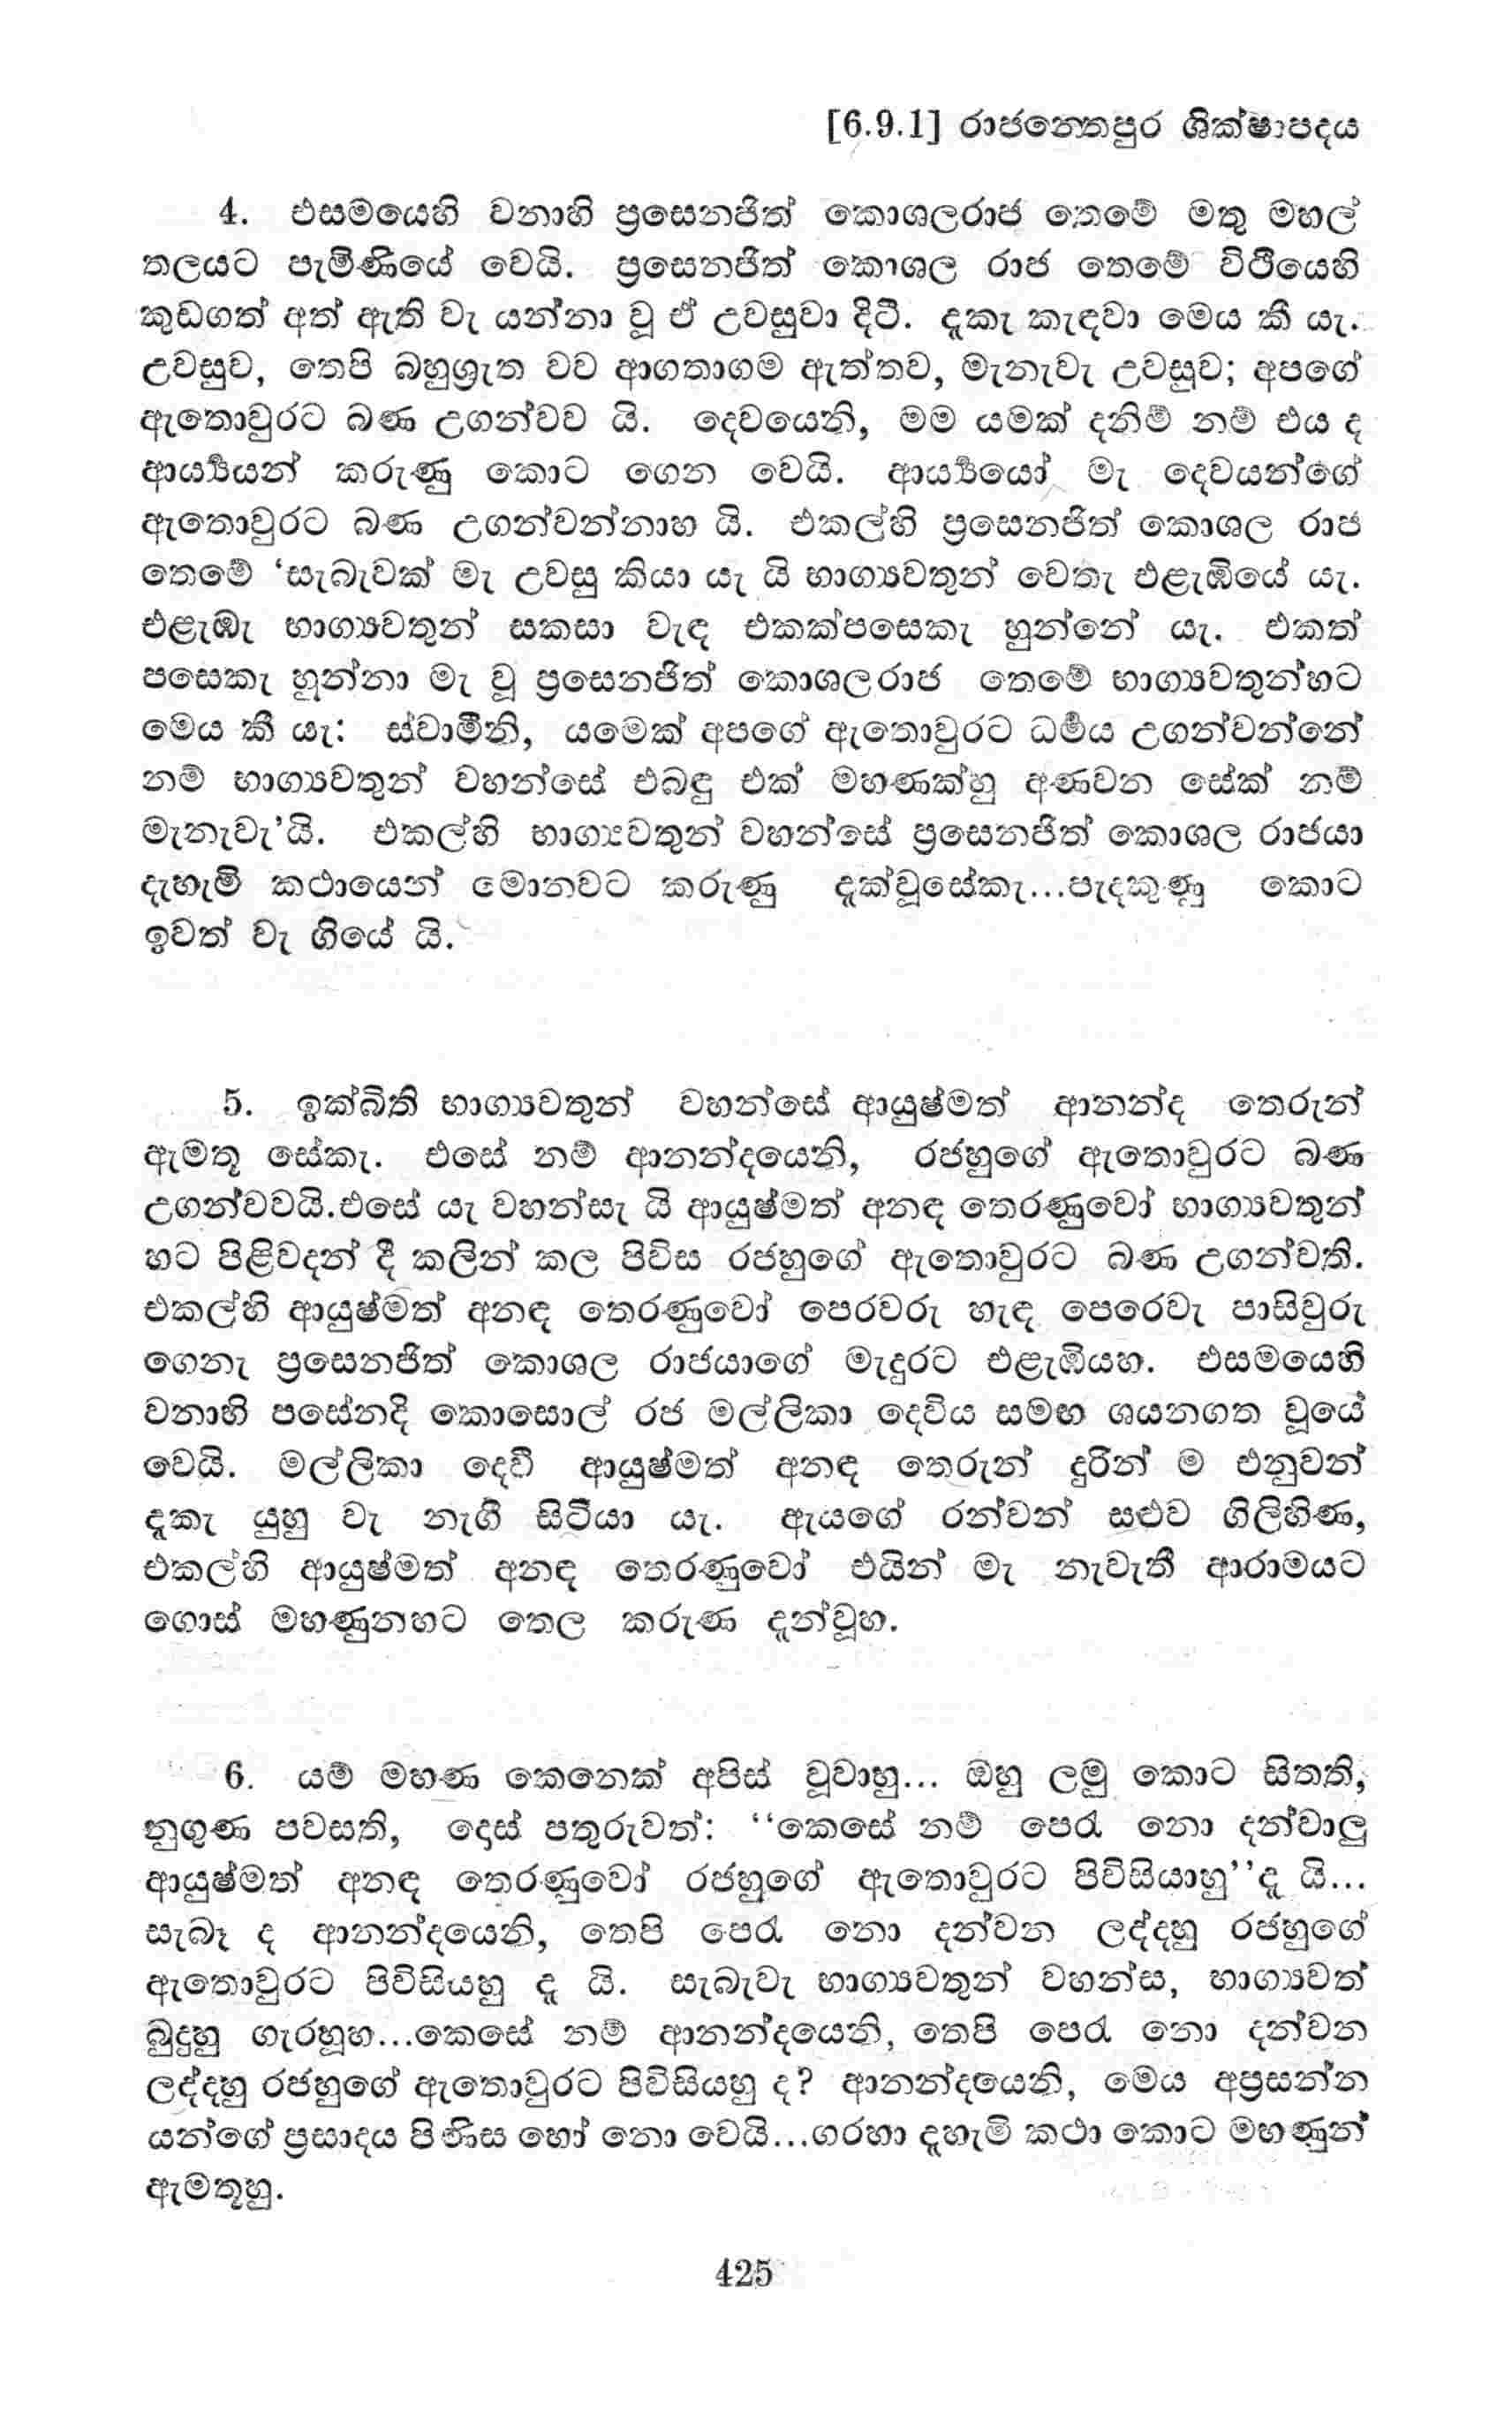 [6.9.1] රාජන්තෙපුර ශික්ෂාපදය
4. එසමයෙහි වනාහි ප්‍රසෙනජිත් කොශලරාජ තෙමේ මතු මහල්
තලයට පැමිණියේ වෙයි. ප්‍රසෙනජිත් කොශල රාජ තෙමේ විථියෙහි
කුඩගත් අත් ඇති වැ යන්නා වූ ඒ උවසුවා දිටී. දැකැ කැඳවා මෙය කී යැ.
උවසුව, තෙපි බහුශ්‍රැත වව ආගතාගම ඇත්තව, මැනැවැ උවසුව; අපගේ
ඇතොවුරට බණ උගන්වව යි. දෙවයෙනි, මම යමක් දනිම් නම් එය ද
ආර්‍ය්‍යයන් කරුණු කොට ගෙන වෙයි. ආර්‍ය්‍යයෝ මැ දෙවයන්ගේ
ඇතොවුරට බණ උගන්වන්නාහ යි. එකල්හි ප්‍රසෙනජිත් කොශල රාජ
තෙමේ ‘සැබැවක් මැ උවසු කියා යැ යි භාග්‍යවතුන් වෙතැ එළැඹියේ යැ.
එළැඹැ භාග්‍යවතුන් සකසා වැඳ එකක්පසෙකැ හුන්නේ යැ. එකත්
පසෙකැ හුන්නා මැ වූ ප්‍රසෙනජිත් කොශලරාජ තෙමේ භාග්‍යවතුන්හට
මෙය කී යැ: ස්වාමීනි, යමෙක් අපගේ ඇතොවුරට ධර්‍මය උගන්වන්නේ
නම් භාග්‍යවතුන් වහන්සේ එබඳු එක් මහණක්හු අණවන සේක් නම්
මැනැවැ’යි. එකල්හි භාග්‍යවතුන් වහන්සේ ප්‍රසෙනජිත් කොශල රාජයා
දැහැමි කථායෙන් මොනවට කරුණු දැක්වූසේකැ...පැදකුණු කොට
ඉවත් වැ ගියේ යි.
5. ඉක්බිති භාග්‍යවතුන් වහන්සේ ආයුෂ්මත් ආනන්ද තෙරුන්
ඇමතූ සේකැ. එසේ නම් ආනන්දයෙනි, රජහුගේ ඇතොවුරට බණ
උගන්වවයි.එසේ යැ වහන්සැ යි ආයුෂ්මත් අනඳ තෙරණුවෝ භාග්‍යවතුන්
හට පිළිවදන් දී කලින් කල පිවිස රජහුගේ ඇතොවුරට බණ උගන්වති.
එකල්හි ආයුෂ්මත් අනඳ තෙරණුවෝ පෙරවරු හැඳ පෙරෙවැ පාසිවුරු
ගෙනැ ප්‍රසෙනජිත් කොශල රාජයාගේ මැදුරට එළැඹියහ. එසමයෙහි
වනාහි පසේනදි කොසොල් රජ මල්ලිකා දෙවිය සමඟ ශයනගත වූයේ
වෙයි. මල්ලිකා දෙවී ආයුෂ්මත් අනඳ තෙරුන් දුරින් ම එනුවන්
දැකැ යුහු වැ නැගී සිටියා යැ. ඇයගේ රන්වන් සළුව ගිලිහිණ,
එකල්හි ආයුෂ්මත් අනඳ තෙරණුවෝ එයින් මැ නැවැතී ආරාමයට
ගොස් මහණුනහට තෙල කරුණ දැන්වූහ.
6. යම් මහණ කෙනෙක් අපිස් වූවාහු... ඔහු ලමු කොට සිතති,
නුගුණ පවසති, දෙස් පතුරුවත්: ‘‘කෙසේ නම් පෙරැ නො දන්වාලු
ආයුෂ්මත් අනඳ තෙරණුවෝ රජහුගේ ඇතොවුරට පිවිසියාහු’’දැ යි...
සැබෑ ද ආනන්දයෙනි, තෙපි පෙරැ නො දන්වන ලද්දහු රජහුගේ
ඇතොවුරට පිවිසියහු දැ යි. සැබැවැ භාග්‍යවතුන් වහන්ස, භාග්‍යවත්
බුදුහු ගැරහූහ...කෙසේ නම් ආනන්දයෙනි, තෙපි පෙරැ නො දන්වන
ලද්දහු රජහුගේ ඇතොවුරට පිවිසියහු ද? ආනන්දයෙනි, මෙය අප්‍රසන්න
යන්ගේ ප්‍රසාදය පිණිස හෝ නො වෙයි...ගරහා දැහැමි කථා කොට මහණුන්
ඇමතූහු.
425